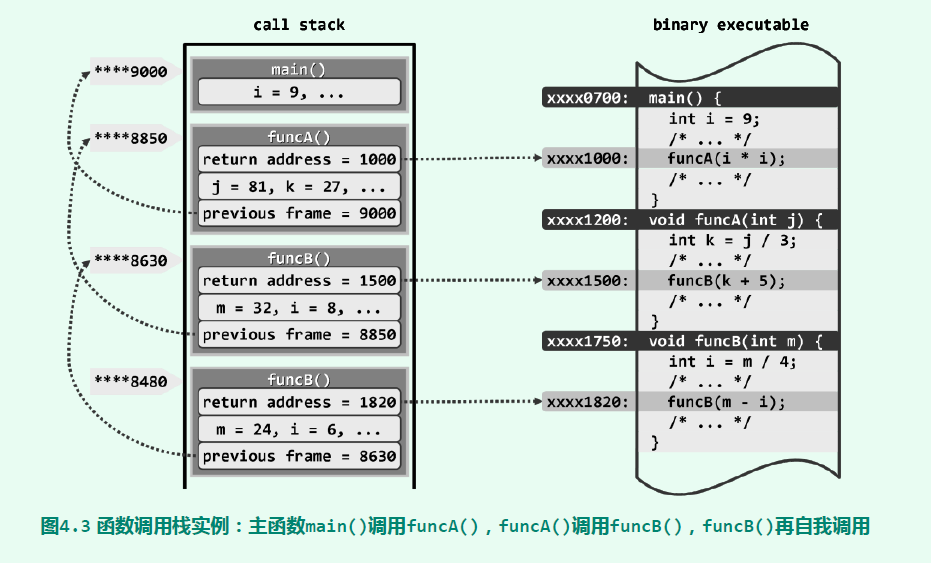 call stack
binary executable
****9000
main()
i = 9, ...
****8850
funcA()
return address = 1000
j = 81, k = 27, ...
previous frame = 9000
****8630
funcB()
return address = 1500
m = 32, i = 8, ...
previous frame = 8850
****8480
funcB()
return address = 1820
m = 24, i = 6, ...
previous frame = 8630
xxxx0700: main() {
int i = 9;
/* ... */
xxxx1000: funcA(i * i);
/* ... */
}
xxxx1200: void funcA(int j) {
int k = j / 3;
/* ... */
xxxx1500: funcB(k + 5);
/* ... */
}
xxxx1750: void funcB(int m) {
int i = m / 4;
/* ... */
xxxx1820: funcB(m - i);
/* ... */
}
图4.3 函数调用栈实例：主函数main()调用funcA()，funcA()调用funcB()，funcB()再自我调用